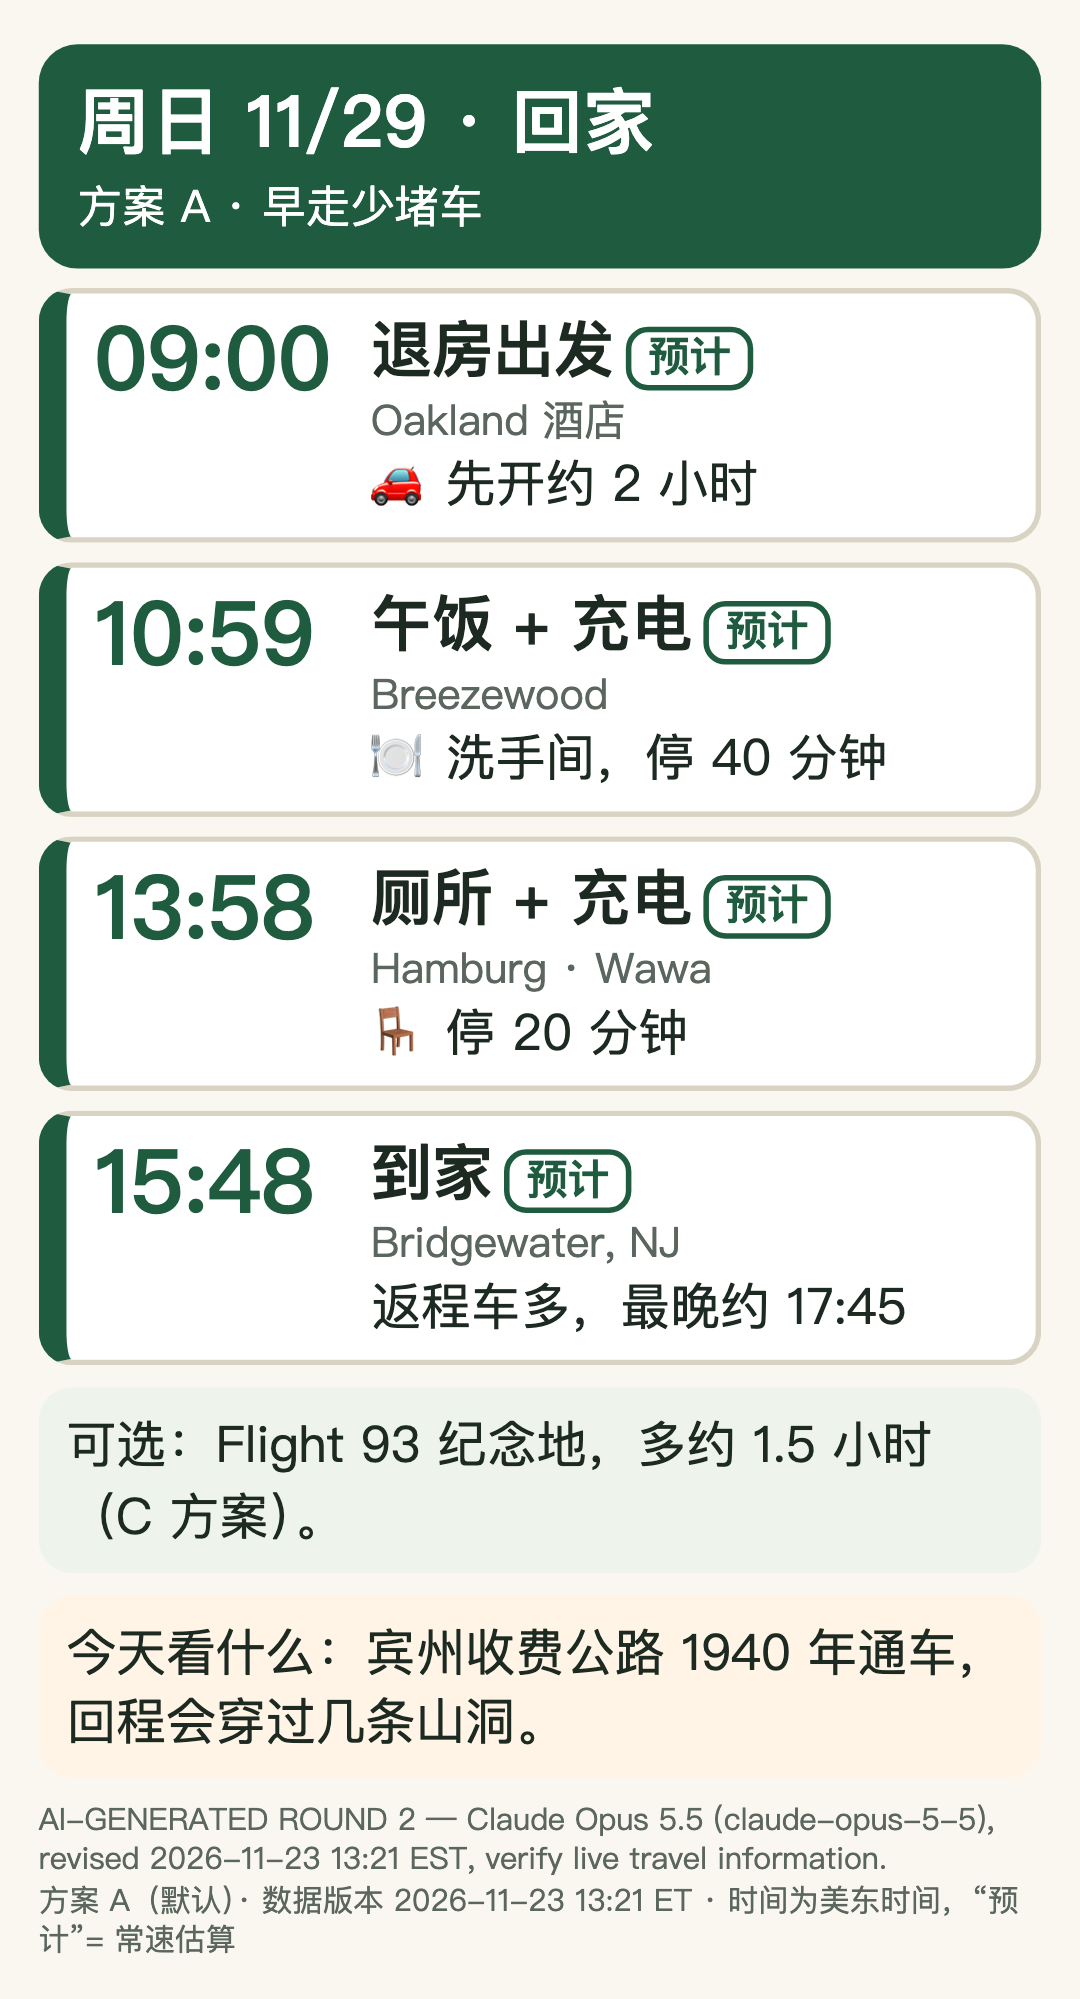 周日 11/29 · 回家
方案 A · 早走少堵车
09:00 退房出发 预计
Oakland 酒店
先开约 2 小时
10:59 午饭 + 充电 预计
Breezewood
洗手间，停 40 分钟
13:58 厕所 + 充电 预计
Hamburg · Wawa
停 20 分钟
15:48 到家 预计
Bridgewater, NJ
返程车多，最晚约 17:45
可选：Flight 93 纪念地，多约 1.5 小时
（C 方案）。
今天看什么：宾州收费公路 1940 年通车，
回程会穿过几条山洞。
AI-GENERATED ROUND 2 — Claude Opus 5.5 (claude-opus-5-5),
revised 2026-11-23 13:21 EST, verify live travel information.
方案 A（默认）· 数据版本 2026-11-23 13:21 ET · 时间为美东时间，“预
计”= 常速估算